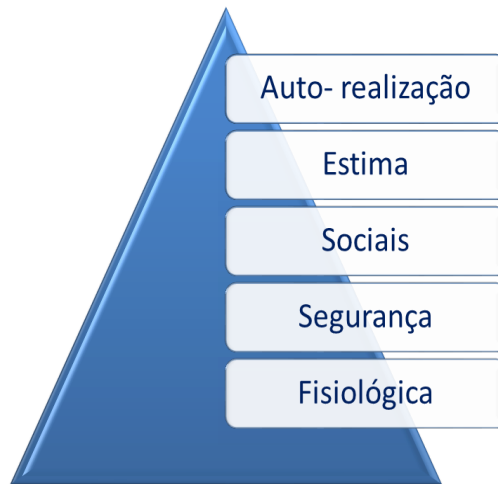 Auto- realização
Estima
Sociais
Segurança
Fisiológica